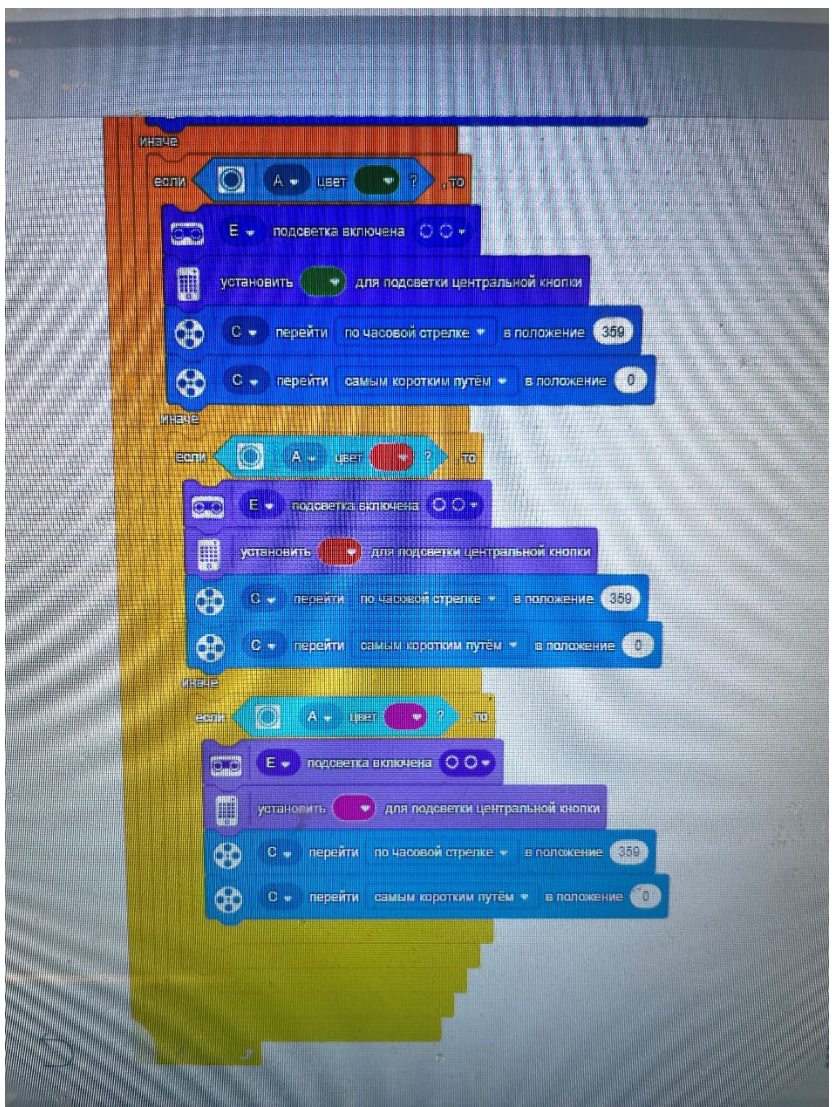 иначе
если A цвет ? , то
E подсветка включена
установить для подсветки центральной кнопки
C перейти по часовой стрелке в положение 359
C перейти самым коротким путём в положение 0
иначе
если A цвет ? , то
E подсветка включена
установить для подсветки центральной кнопки
C перейти по часовой стрелке в положение 359
C перейти самым коротким путём в положение 0
иначе
если A цвет ? , то
E подсветка включена
установить для подсветки центральной кнопки
C перейти по часовой стрелке в положение 359
C перейти самым коротким путём в положение 0